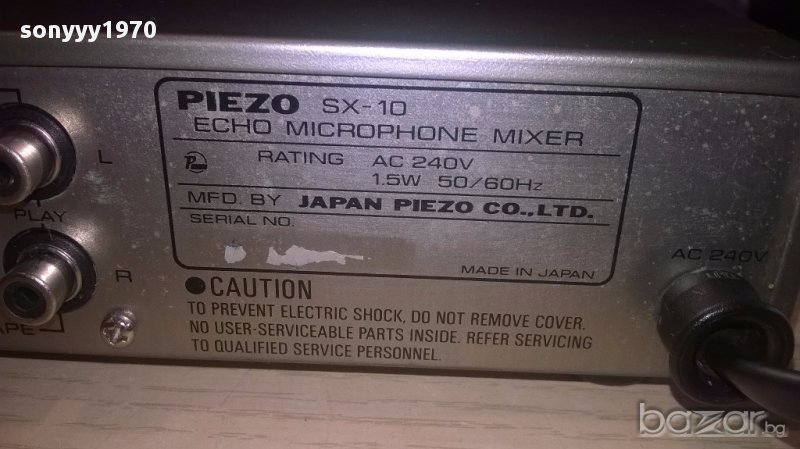 sonyyy1970
PIEZO SX-10
ECHO MICROPHONE MIXER
RATING AC 240V
1.5W 50/60Hz
MFD. BY JAPAN PIEZO CO.,LTD.
SERIAL NO.
MADE IN JAPAN
L
PLAY
R
AC 240V
●CAUTION
TO PREVENT ELECTRIC SHOCK, DO NOT REMOVE COVER.
NO USER-SERVICEABLE PARTS INSIDE. REFER SERVICING
TO QUALIFIED SERVICE PERSONNEL.
bazar.bg